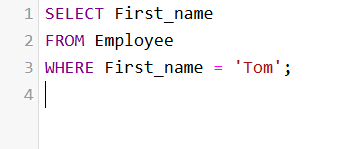 1 SELECT First_name
2 FROM Employee
3 WHERE First_name = 'Tom';
4